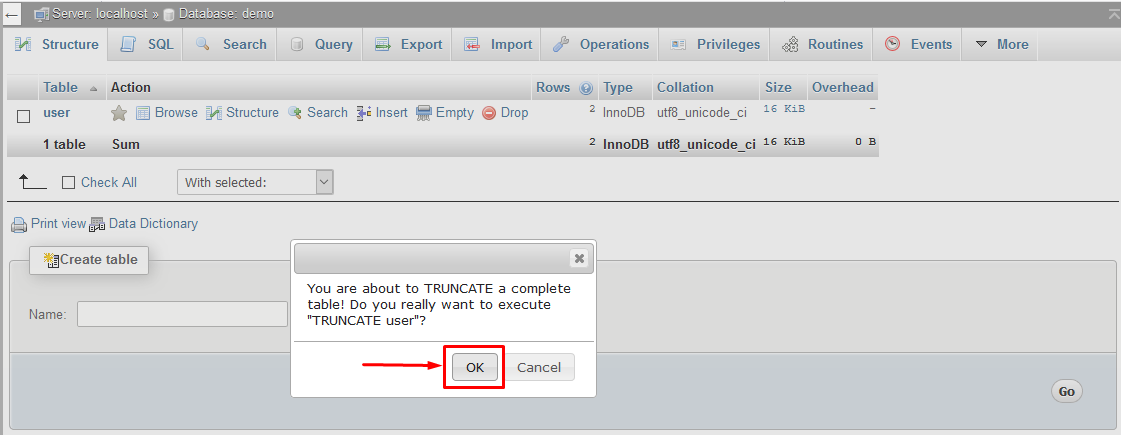 Server: localhost » Database: demo
Structure SQL Search Query Export Import Operations Privileges Routines Events More
Table Action Rows Type Collation Size Overhead
user Browse Structure Search Insert Empty Drop 2 InnoDB utf8_unicode_ci 16 KiB -
1 table Sum 2 InnoDB utf8_unicode_ci 16 KiB 0 B
Check All With selected:
Print view Data Dictionary
Create table
Name:
You are about to TRUNCATE a complete
table! Do you really want to execute
"TRUNCATE user"?
OK Cancel
Go